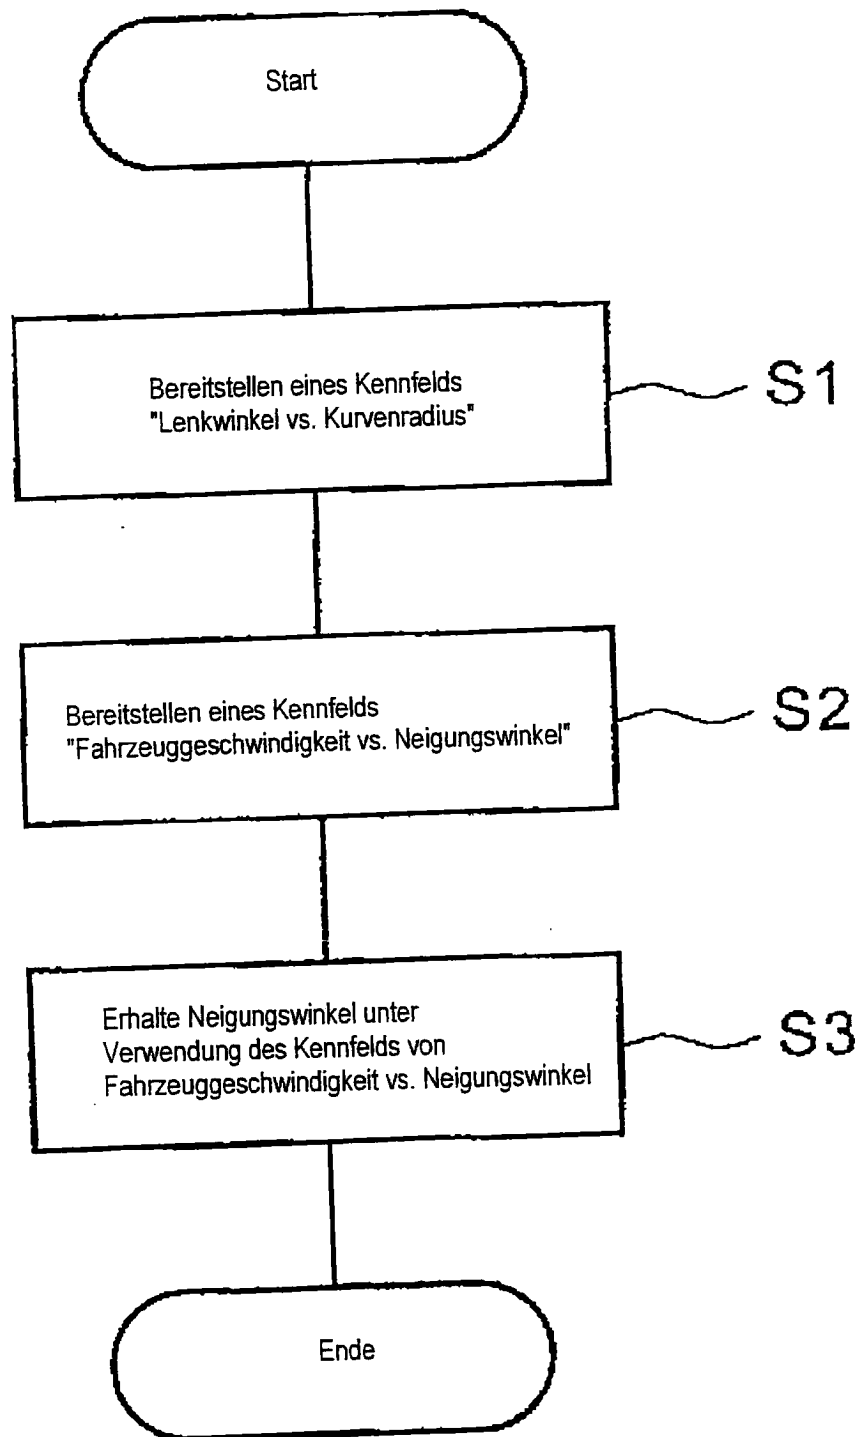 Start
Bereitstellen eines Kennfelds
"Lenkwinkel vs. Kurvenradius"
S1
Bereitstellen eines Kennfelds
"Fahrzeuggeschwindigkeit vs. Neigungswinkel"
S2
Erhalte Neigungswinkel unter
Verwendung des Kennfelds von
Fahrzeuggeschwindigkeit vs. Neigungswinkel
S3
Ende